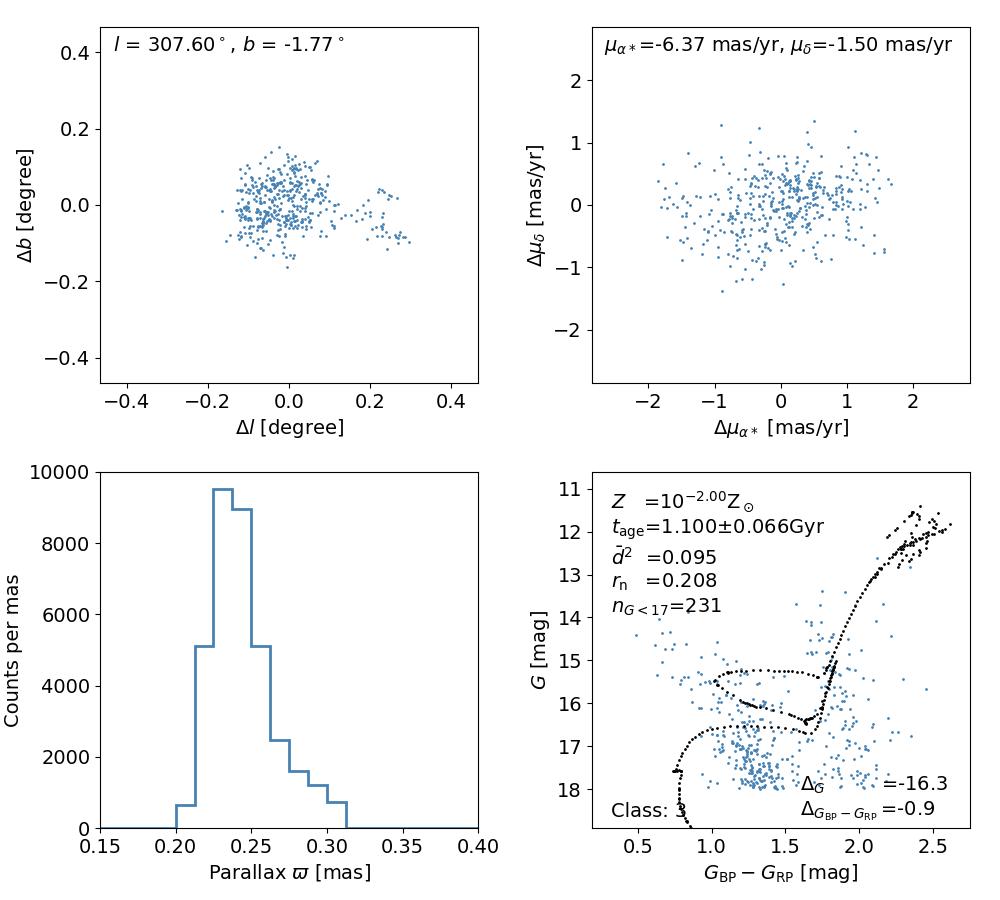 l = 307.60°, b = -1.77°
0.4
0.2
0.0
−0.2
−0.4
Δb [degree]
−0.4 −0.2 0.0 0.2 0.4
Δl [degree]
μα*=-6.37 mas/yr, μδ=-1.50 mas/yr
2
1
0
−1
−2
Δμδ [mas/yr]
−2 −1 0 1 2
Δμα* [mas/yr]
10000
8000
6000
4000
2000
0
Counts per mas
0.15 0.20 0.25 0.30 0.35 0.40
Parallax ϖ [mas]
Z =10^−2.00 Z⊙
t_age=1.100±0.066Gyr
d̄² =0.095
r_n =0.208
n_G<17=231
11
12
13
14
15
16
17
18
G [mag]
Δ_G =-16.3
Class: 3
Δ_G_BP−G_RP =-0.9
0.5 1.0 1.5 2.0 2.5
G_BP − G_RP [mag]